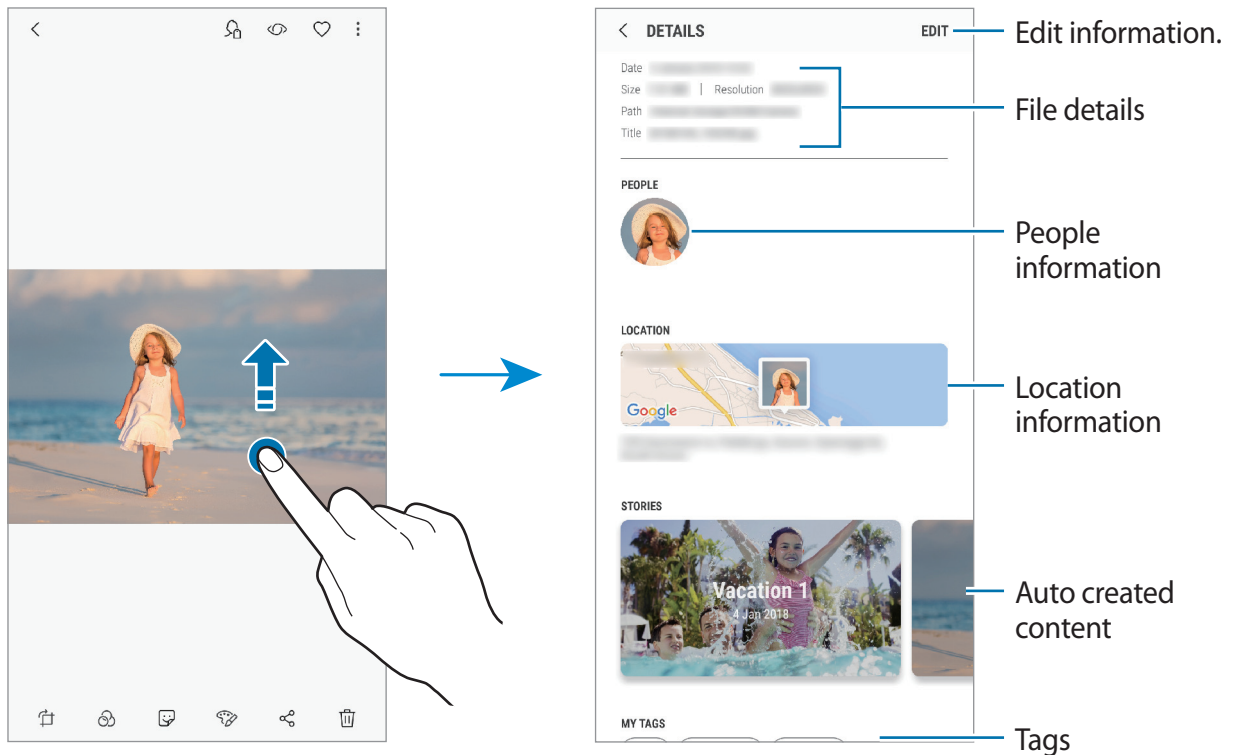 DETAILS
EDIT
Edit information.
Date
Size | Resolution
Path
Title
File details
PEOPLE
People
information
LOCATION
Google
Location
information
STORIES
Vacation 1
4 Jan 2018
Auto created
content
MY TAGS
Tags